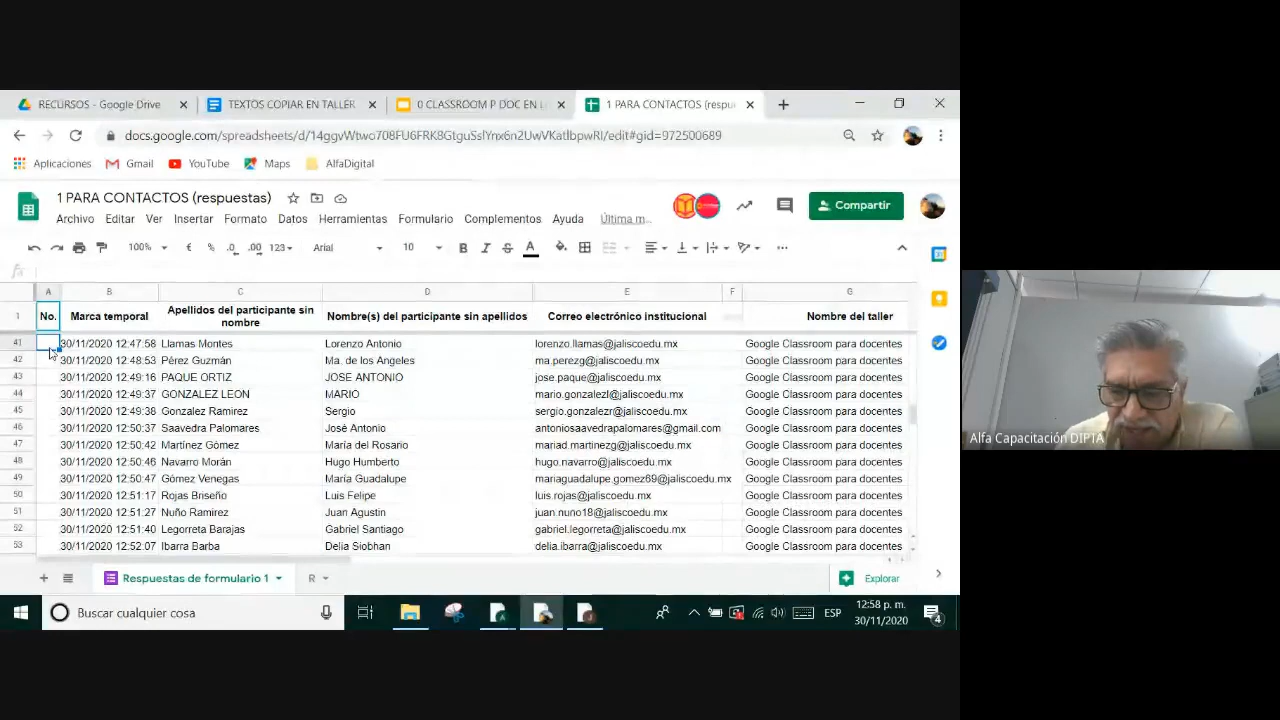 RECURSOS - Google Drive
TEXTOS COPIAR EN TALLER
0 CLASSROOM P DOC EN L
1 PARA CONTACTOS (respu
Aplicaciones Gmail YouTube Maps AlfaDigital
1 PARA CONTACTOS (respuestas)
Compartir
Archivo Editar Ver Insertar Formato Datos Herramientas Formulario Complementos Ayuda Última m...
100% € % .0 .00 123 Arial 10 B I S A
A B C D E F G
1 No. Marca temporal Apellidos del participante sin nombre Nombre(s) del participante sin apellidos Correo electrónico institucional Nombre del taller
41 30/11/2020 12:47:58 Llamas Montes Lorenzo Antonio lorenzo.llamas@jaliscoedu.mx Google Classroom para docentes
42 30/11/2020 12:48:53 Pérez Guzmán Ma. de los Angeles ma.perezg@jaliscoedu.mx Google Classroom para docentes
43 30/11/2020 12:49:16 PAQUE ORTIZ JOSE ANTONIO jose.paque@jaliscoedu.mx Google Classroom para docentes
44 30/11/2020 12:49:37 GONZALEZ LEON MARIO mario.gonzalezl@jaliscoedu.mx Google Classroom para docentes
45 30/11/2020 12:49:38 Gonzalez Ramirez Sergio sergio.gonzalezr@jaliscoedu.mx Google Classroom para docentes
46 30/11/2020 12:50:37 Saavedra Palomares José Antonio antoniosaavedrapalomares@gmail.com Google Classroom para docentes
47 30/11/2020 12:50:42 Martínez Gómez María del Rosario mariad.martinezg@jaliscoedu.mx Google Classroom para docentes
48 30/11/2020 12:50:46 Navarro Morán Hugo Humberto hugo.navarro@jaliscoedu.mx Google Classroom para docentes
49 30/11/2020 12:50:47 Gómez Venegas María Guadalupe mariaguadalupe.gomez69@jaliscoedu.mx Google Classroom para docentes
50 30/11/2020 12:51:17 Rojas Briseño Luis Felipe luis.rojas@jaliscoedu.mx Google Classroom para docentes
51 30/11/2020 12:51:27 Nuño Ramirez Juan Agustin juan.nuno18@jaliscoedu.mx Google Classroom para docentes
52 30/11/2020 12:51:40 Legorreta Barajas Gabriel Santiago gabriel.legorreta@jaliscoedu.mx Google Classroom para docentes
53 30/11/2020 12:52:07 Ibarra Barba Delia Siobhan delia.ibarra@jaliscoedu.mx Google Classroom para docentes
Respuestas de formulario 1 R Explorar
Buscar cualquier cosa
ESP
12:58 p. m.
30/11/2020
4
Alfa Capacitación DIPTA